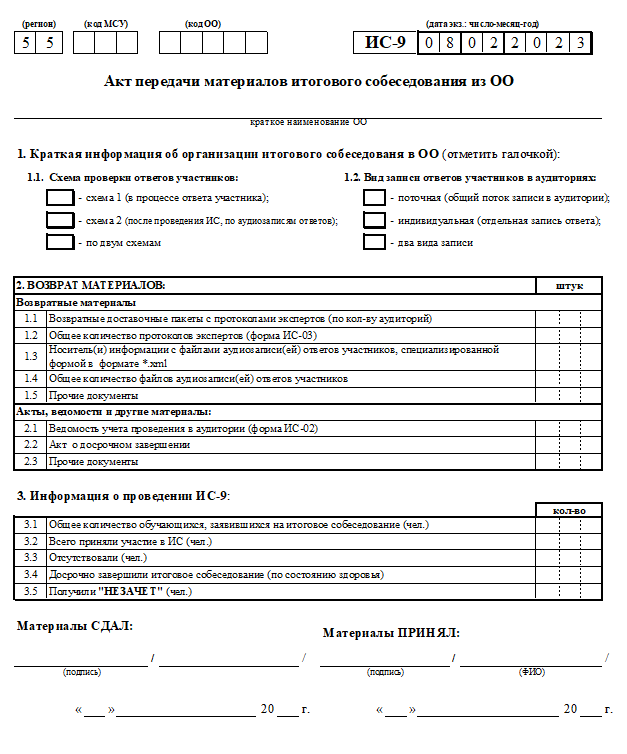 (регион) (код МСУ) (код ОО) (дата экз.: число-месяц-год)
5 5 ИС-9 0 8 0 2 2 0 2 3
Акт передачи материалов итогового собеседования из ОО
краткое наименование ОО
1. Краткая информация об организации итогового собеседованя в ОО (отметить галочкой):
1.1. Схема проверки ответов участников: 1.2. Вид записи ответов участников в аудиториях:
- схема 1 (в процессе ответа участника); - поточная (общий поток записи в аудитории);
- схема 2 (после проведения ИС, по аудиозаписям ответов); - индивидуальная (отдельная запись ответа);
- по двум схемам - два вида записи
2. ВОЗВРАТ МАТЕРИАЛОВ: штук
Возвратные материалы
1.1 Возвратные доставочные пакеты с протоколами экспертов (по кол-ву аудиторий)
1.2 Общее количество протоколов экспертов (форма ИС-03)
1.3 Носитель(и) информации с файлами аудиозаписи(ей) ответов участников, специализированной
формой в формате *.xml
1.4 Общее количество файлов аудиозаписи(ей) ответов участников
1.5 Прочие документы
Акты, ведомости и другие материалы:
2.1 Ведомость учета проведения в аудитории (форма ИС-02)
2.2 Акт о досрочном завершении
2.3 Прочие документы
3. Информация о проведении ИС-9:
кол-во
3.1 Общее количество обучающихся, заявившихся на итоговое собеседование (чел.)
3.2 Всего приняли участие в ИС (чел.)
3.3 Отсутствовали (чел.)
3.4 Досрочно завершили итоговое собеседование (по состоянию здоровья)
3.5 Получили "НЕЗАЧЕТ" (чел.)
Материалы СДАЛ: Материалы ПРИНЯЛ:
/ / / /
(подпись) (подпись) (ФИО)
« ___ » ____________ 20 ___ г. « ___ » ____________ 20 ___ г.